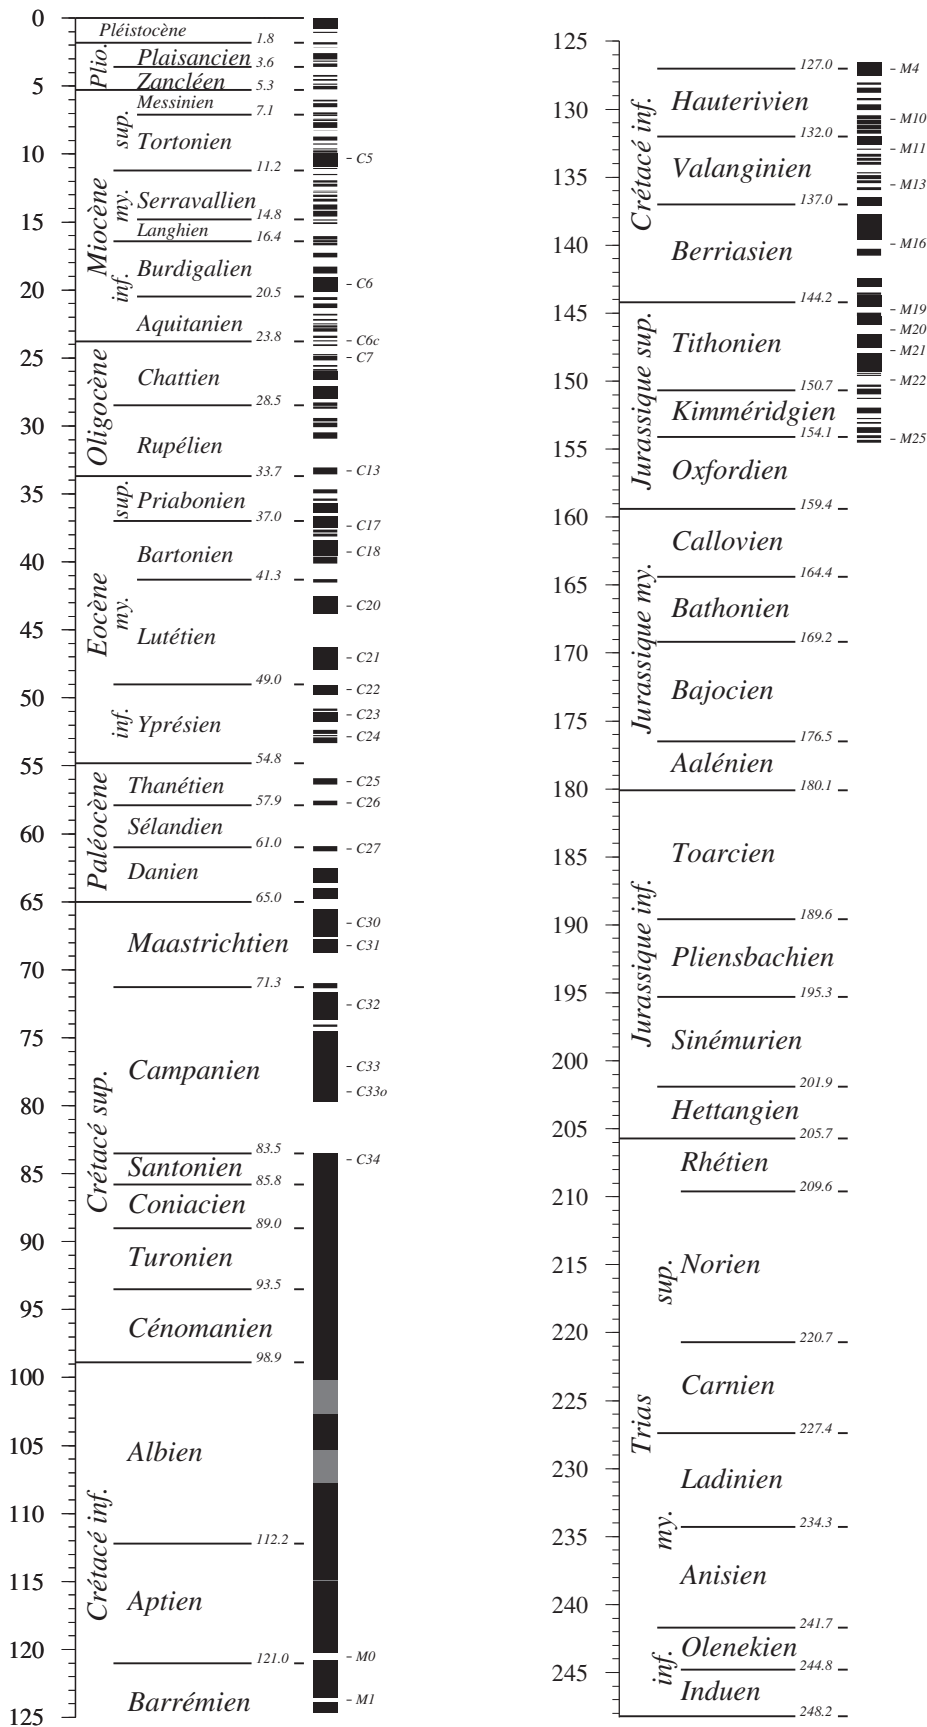 0
Pléistocène
1.8
Plio.
Plaisancien
3.6
5
Zancléen
5.3
Messinien
7.1
sup.
Tortonien
10
C5
11.2
Miocène
my.
Serravallien
14.8
15
Langhien
16.4
Burdigalien
inf.
C6
20
20.5
Aquitanien
23.8
C6c
25
C7
Oligocène
Chattien
28.5
30
Rupélien
33.7
C13
35
sup.
Priabonien
37.0
C17
C18
Bartonien
40
41.3
Eocène
my.
C20
45
Lutétien
C21
49.0
C22
50
inf.
Yprésien
C23
C24
54.8
55
Paléocène
Thanétien
C25
57.9
C26
60
Sélandien
61.0
C27
Danien
65
65.0
C30
Maastrichtien
C31
70
71.3
C32
75
Campanien
C33
C33o
80
Crétacé sup.
83.5
C34
Santonien
85
85.8
Coniacien
89.0
90
Turonien
93.5
95
Cénomanien
98.9
100
105
Albien
110
Crétacé inf.
112.2
115
Aptien
120
M0
121.0
Barrémien
M1
125
125
127.0
M4
Crétacé inf.
Hauterivien
130
M10
132.0
M11
Valanginien
135
M13
137.0
140
Berriasien
M16
144.2
145
M19
M20
Jurassique sup.
Tithonien
M21
150
M22
150.7
Kimméridgien
154.1
M25
155
Oxfordien
159.4
160
Callovien
164.4
165
Jurassique my.
Bathonien
169.2
170
Bajocien
175
176.5
Aalénien
180
180.1
185
Toarcien
189.6
190
Jurassique inf.
Pliensbachien
195
195.3
Sinémurien
200
201.9
Hettangien
205
205.7
Rhétien
209.6
210
215
sup.
Norien
220
220.7
Carnien
225
Trias
227.4
230
Ladinien
234.3
235
my.
Anisien
240
241.7
Olenekien
244.8
245
inf.
Induen
248.2